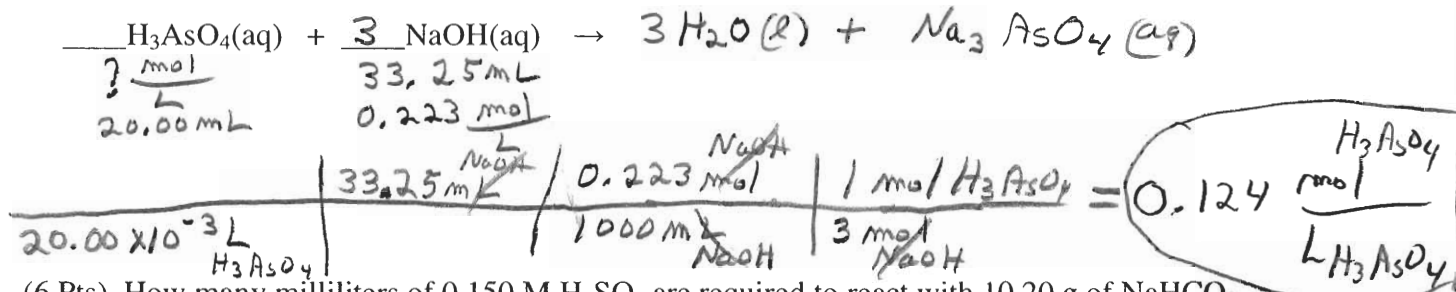 ____H₃AsO₄(aq) + 3 NaOH(aq) → 3 H₂O(l) + Na₃AsO₄(aq)
? mol/L 33.25 mL
20.00 mL 0.223 mol/L
33.25 mL NaOH | 0.223 mol NaOH | 1 mol H₃AsO₄ = 0.124 mol H₃AsO₄
20.00 x10⁻³ L H₃AsO₄ | 1000 mL NaOH | 3 mol NaOH L H₃AsO₄
(6 Pts) How many milliliters of 0.150 M H₂SO₄ are required to react with 10.20 g of NaHCO